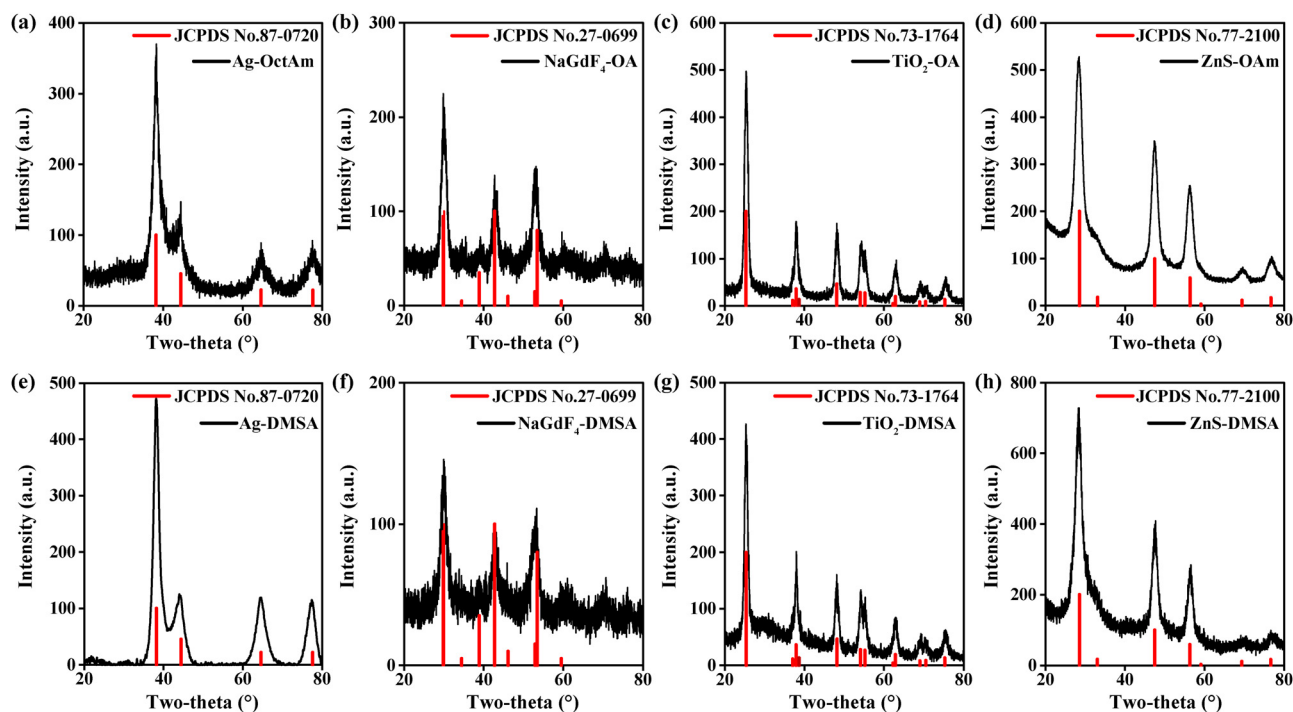 (a)
400
300
200
100
0
20
40
60
80
Intensity (a.u.)
Two-theta (°)
JCPDS No.87-0720
Ag-OctAm
(b)
300
200
100
0
20
40
60
80
Intensity (a.u.)
Two-theta (°)
JCPDS No.27-0699
NaGdF₄-OA
(c)
600
500
400
300
200
100
0
20
40
60
80
Intensity (a.u.)
Two-theta (°)
JCPDS No.73-1764
TiO₂-OA
(d)
600
500
400
300
200
100
0
20
40
60
80
Intensity (a.u.)
Two-theta (°)
JCPDS No.77-2100
ZnS-OAm
(e)
500
400
300
200
100
0
20
40
60
80
Intensity (a.u.)
Two-theta (°)
JCPDS No.87-0720
Ag-DMSA
(f)
200
100
0
20
40
60
80
Intensity (a.u.)
Two-theta (°)
JCPDS No.27-0699
NaGdF₄-DMSA
(g)
500
400
300
200
100
0
20
40
60
80
Intensity (a.u.)
Two-theta (°)
JCPDS No.73-1764
TiO₂-DMSA
(h)
800
600
400
200
0
20
40
60
80
Intensity (a.u.)
Two-theta (°)
JCPDS No.77-2100
ZnS-DMSA